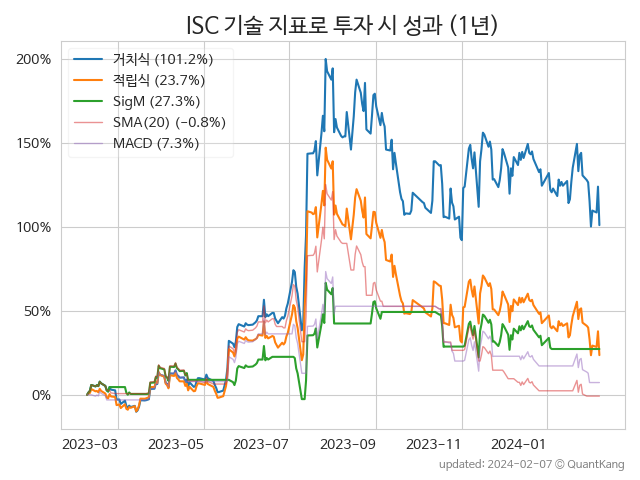 ISC 기술 지표로 투자 시 성과 (1년)
200%
150%
100%
50%
0%
거치식 (101.2%)
적립식 (23.7%)
SigM (27.3%)
SMA(20) (−0.8%)
MACD (7.3%)
2023−03
2023−05
2023−07
2023−09
2023−11
2024−01
updated: 2024−02−07 © QuantKang